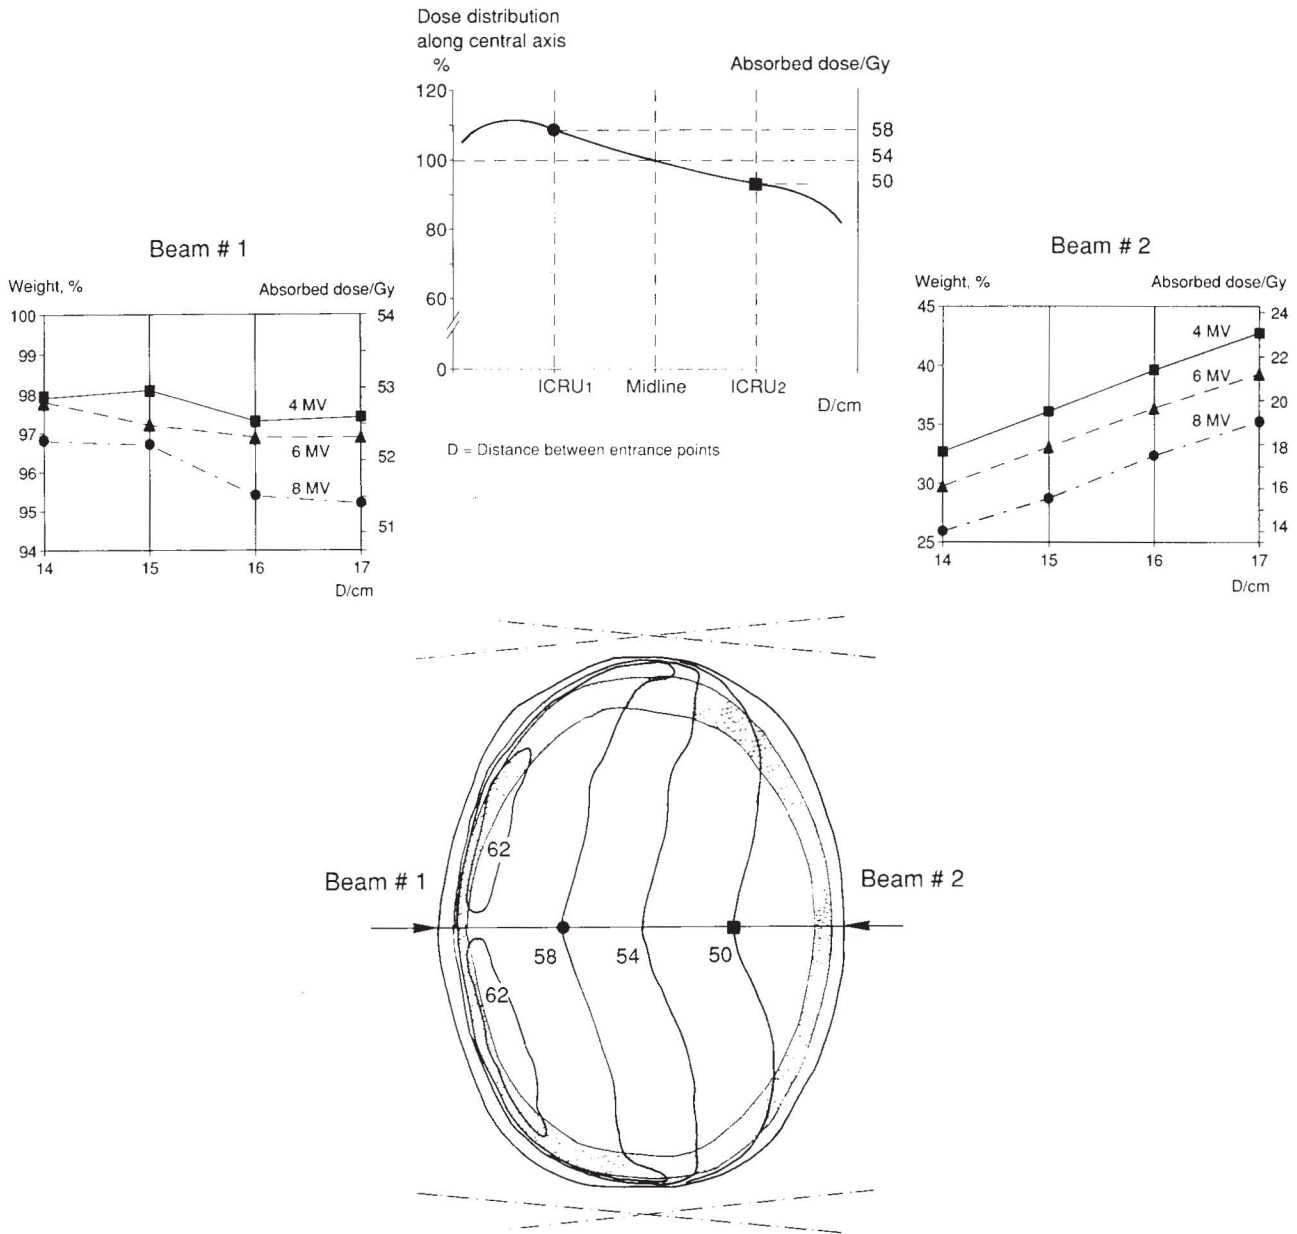 Dose distribution
along central axis
%
Absorbed dose/Gy
120
100
80
60
0
58
54
50
ICRU1 Midline ICRU2
D/cm
D = Distance between entrance points
Beam # 1
Weight, % Absorbed dose/Gy
100
99
98
97
96
95
94
54
53
52
51
4 MV
6 MV
8 MV
14 15 16 17
D/cm
Beam # 2
Weight, % Absorbed dose/Gy
45
40
35
30
25
24
22
20
18
16
14
4 MV
6 MV
8 MV
14 15 16 17
D/cm
62
Beam # 1 Beam # 2
58 54 50
62